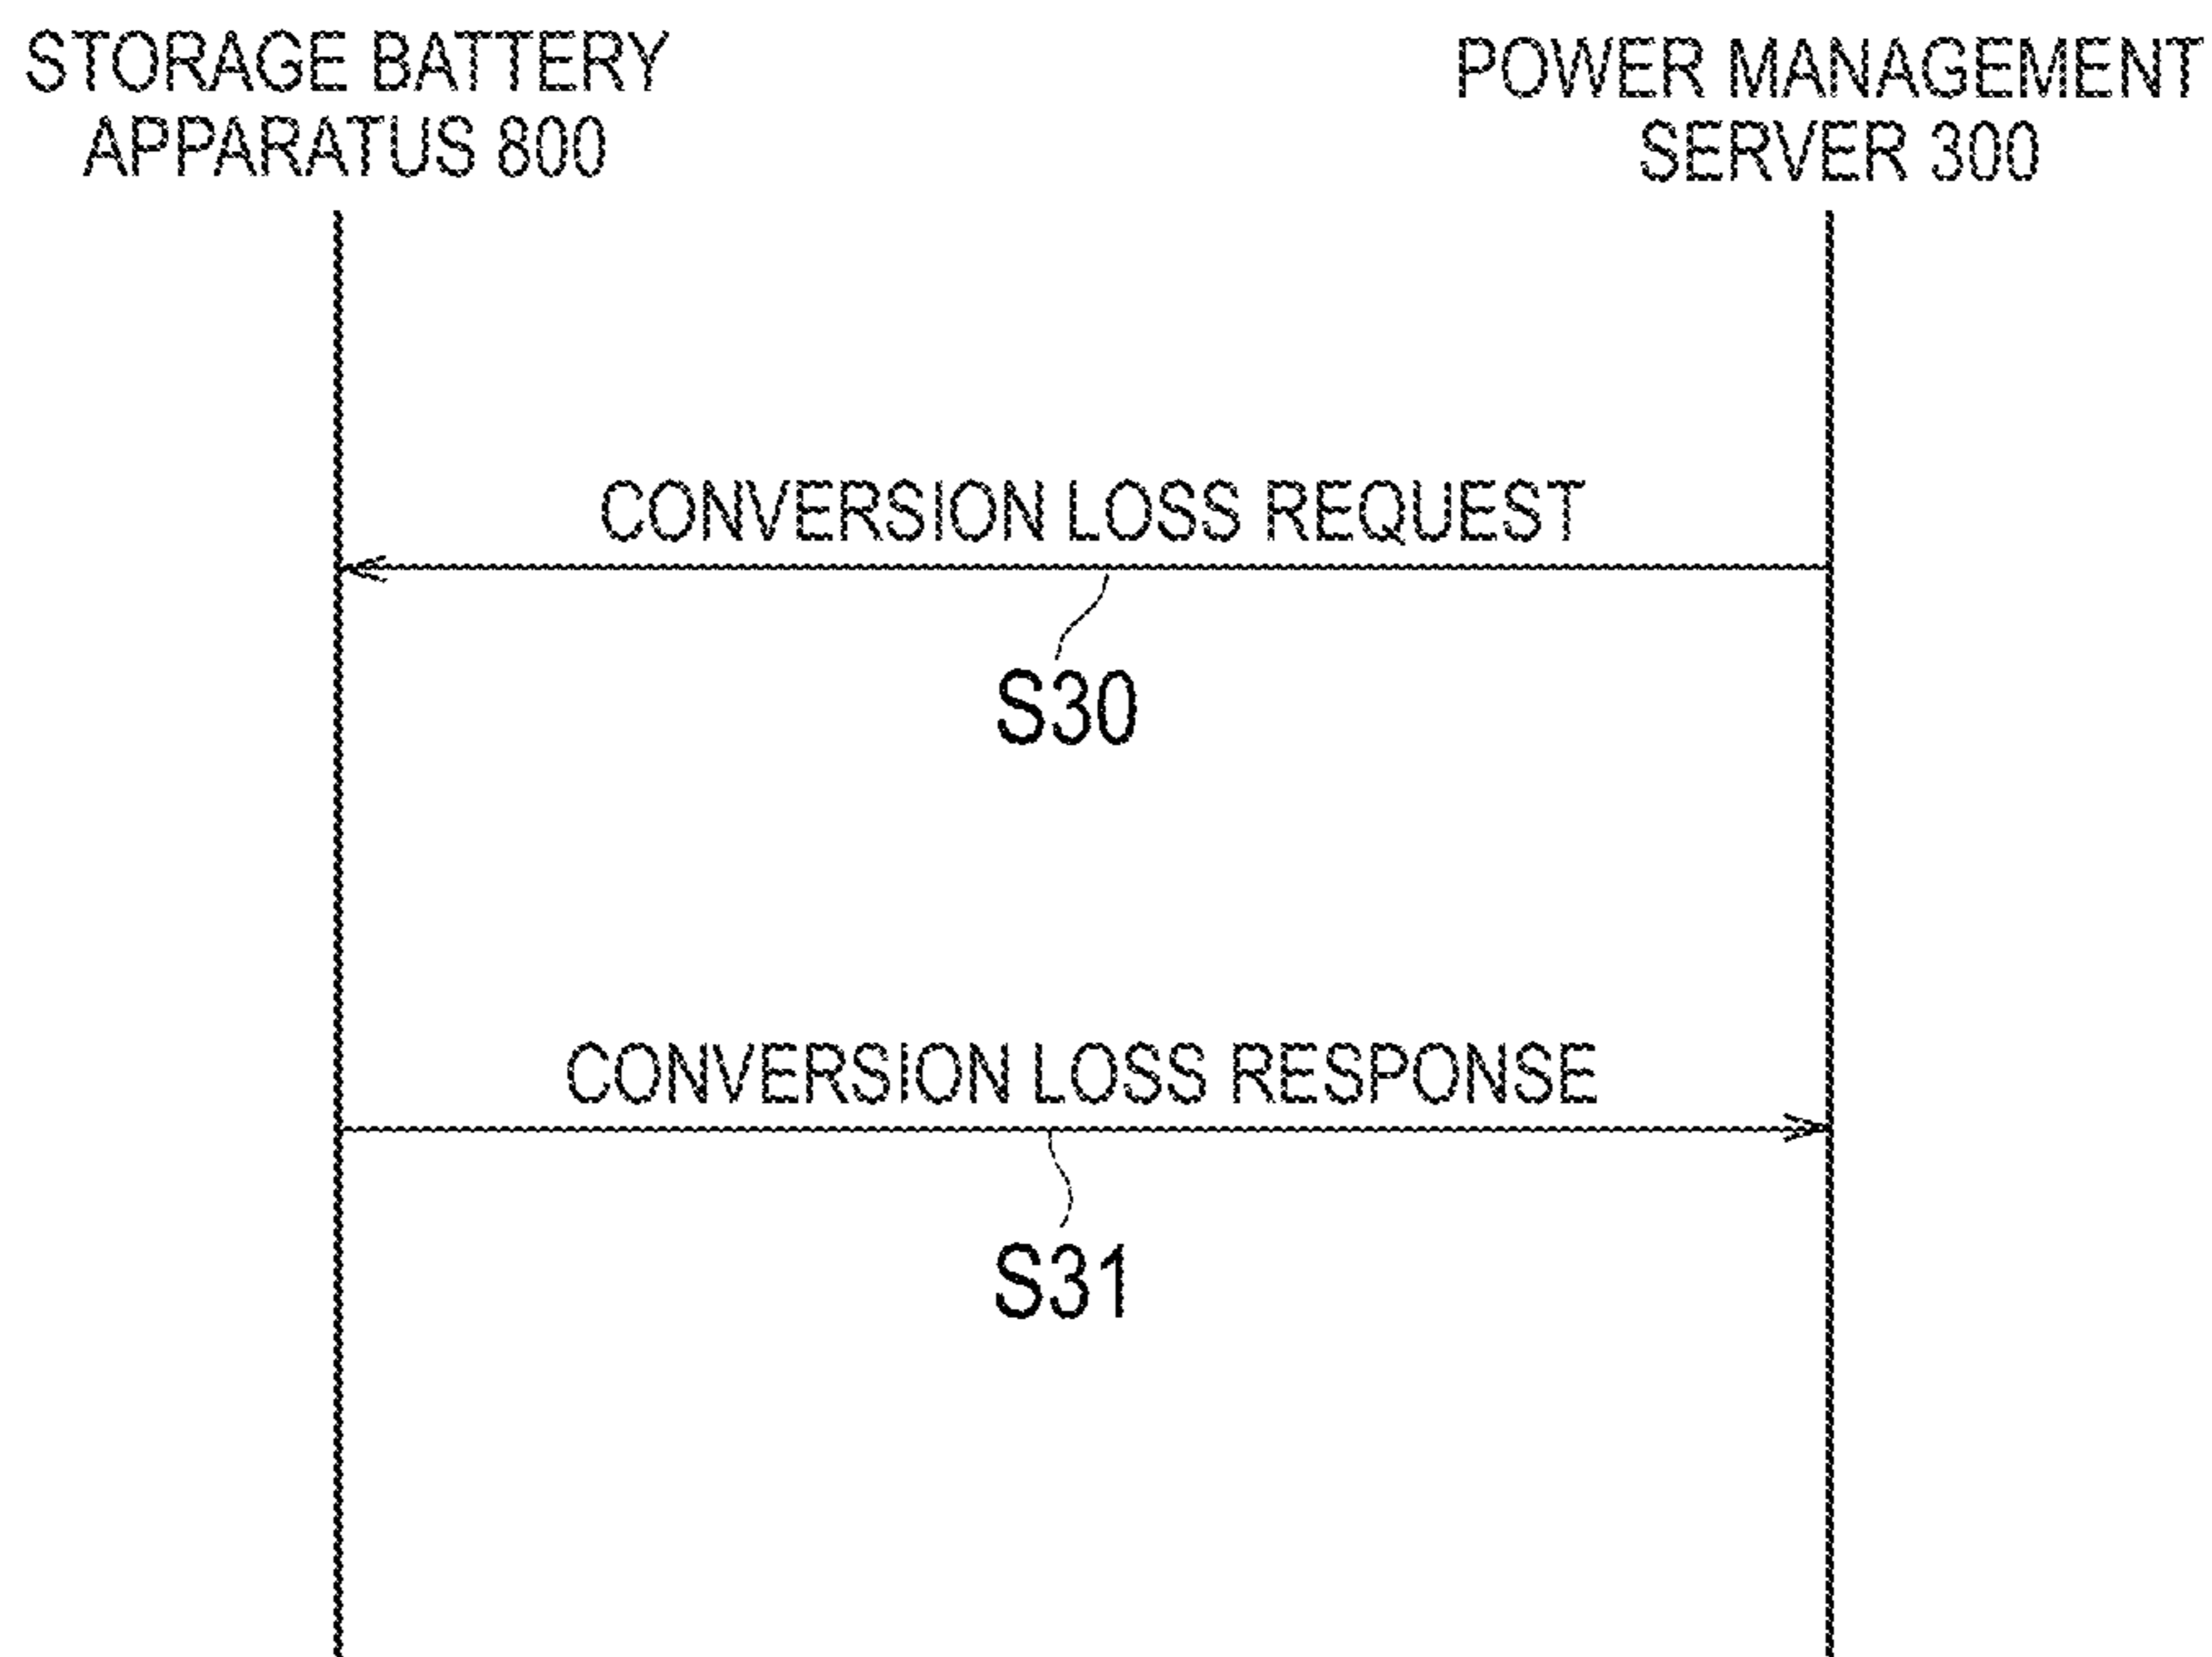 STORAGE BATTERY
APPARATUS 800
POWER MANAGEMENT
SERVER 300
CONVERSION LOSS REQUEST
S30
CONVERSION LOSS RESPONSE
S31